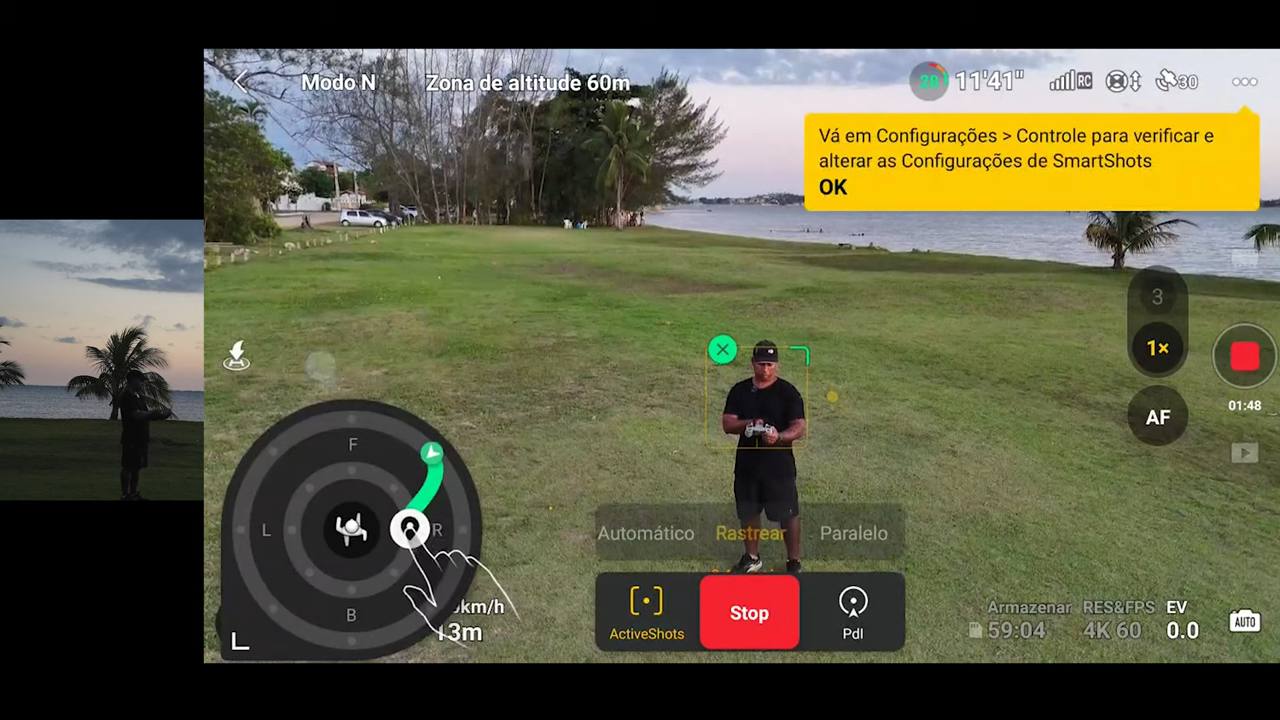 Modo N
Zona de altitude 60m
28
11'41"
RC
30
Vá em Configurações > Controle para verificar e
alterar as Configurações de SmartShots
OK
3
1×
AF
01:48
F
L
R
B
km/h
13m
L
Automático
Rastrear
Paralelo
ActiveShots
Stop
PdI
Armazenar
59:04
RES&FPS
4K 60
EV
0.0
AUTO